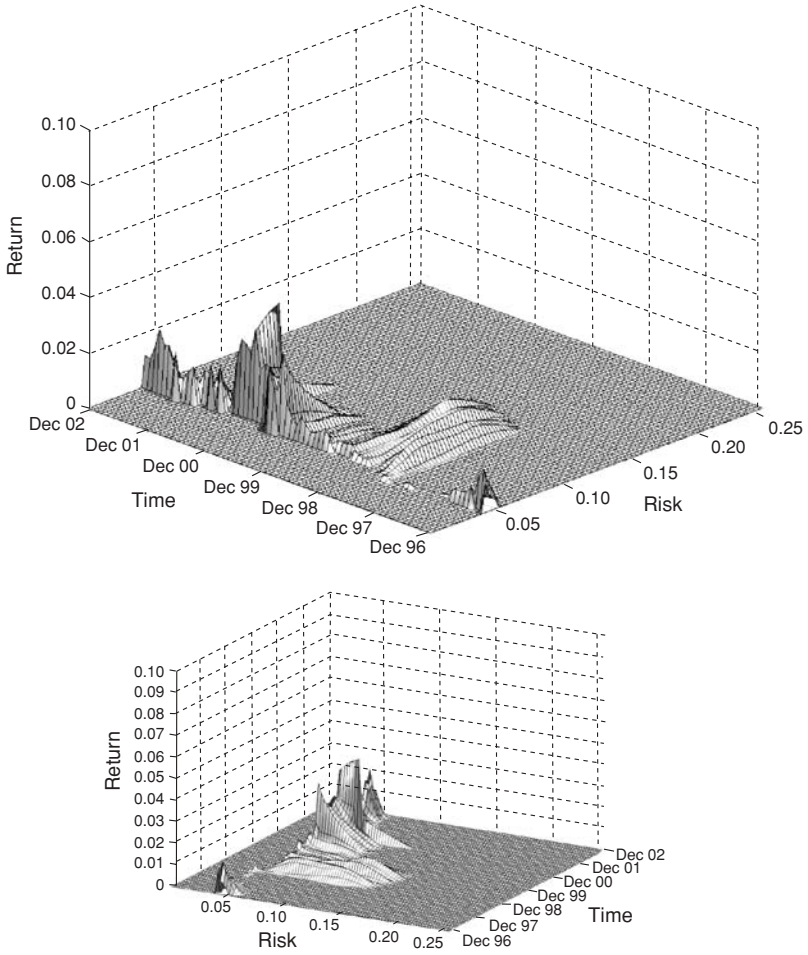 0.10
0.08
0.06
0.04
0.02
0
Return
Dec 02
Dec 01
Dec 00
Dec 99
Dec 98
Dec 97
Dec 96
Time
0.05
0.10
0.15
0.20
0.25
Risk
0.10
0.09
0.08
0.07
0.06
0.05
0.04
0.03
0.02
0.01
0
Return
0.05
0.10
0.15
0.20
0.25
Risk
Dec 02
Dec 01
Dec 00
Dec 99
Dec 98
Dec 97
Dec 96
Time